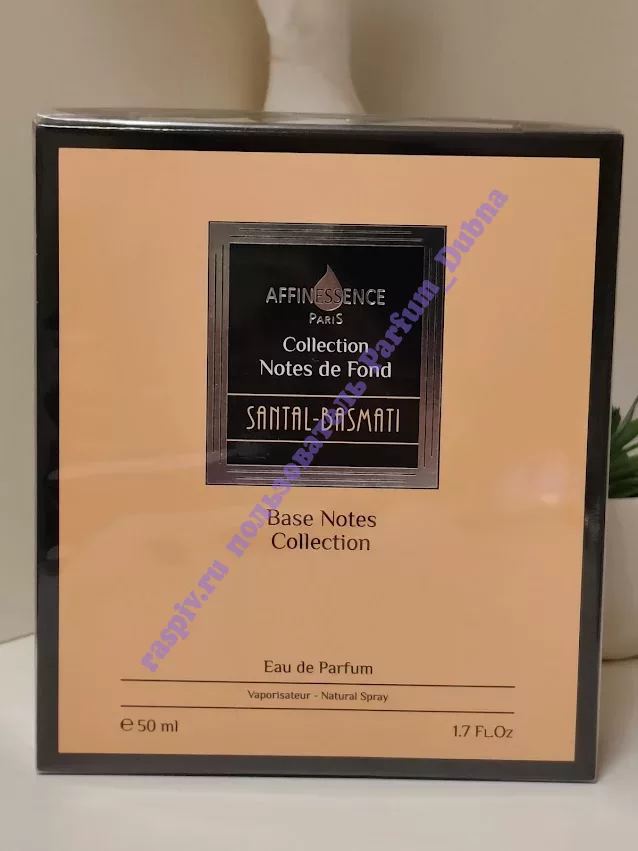 AFFINESSENCE
PARIS
Collection
Notes de Fond
SANTAL-BASMATI
Base Notes
Collection
Eau de Parfum
Vaporisateur - Natural Spray
℮ 50 ml
1.7 FL.OZ
raspiv.ru пользователь Parfum_Dubna